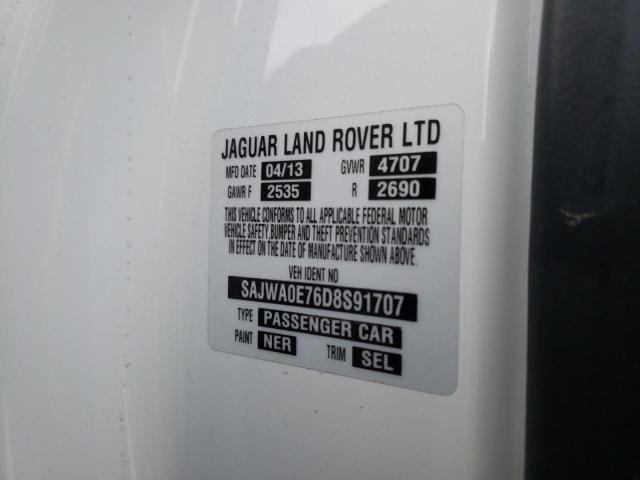 JAGUAR LAND ROVER LTD
MFD DATE 04/13 GVWR 4707
GAWR F 2535 R 2690
THIS VEHICLE CONFORMS TO ALL APPLICABLE FEDERAL MOTOR
VEHICLE SAFETY, BUMPER AND THEFT PREVENTION STANDARDS
IN EFFECT ON THE DATE OF MANUFACTURE SHOWN ABOVE.
VEH IDENT NO
SAJWA0E76D8S91707
TYPE PASSENGER CAR
PAINT NER TRIM SEL